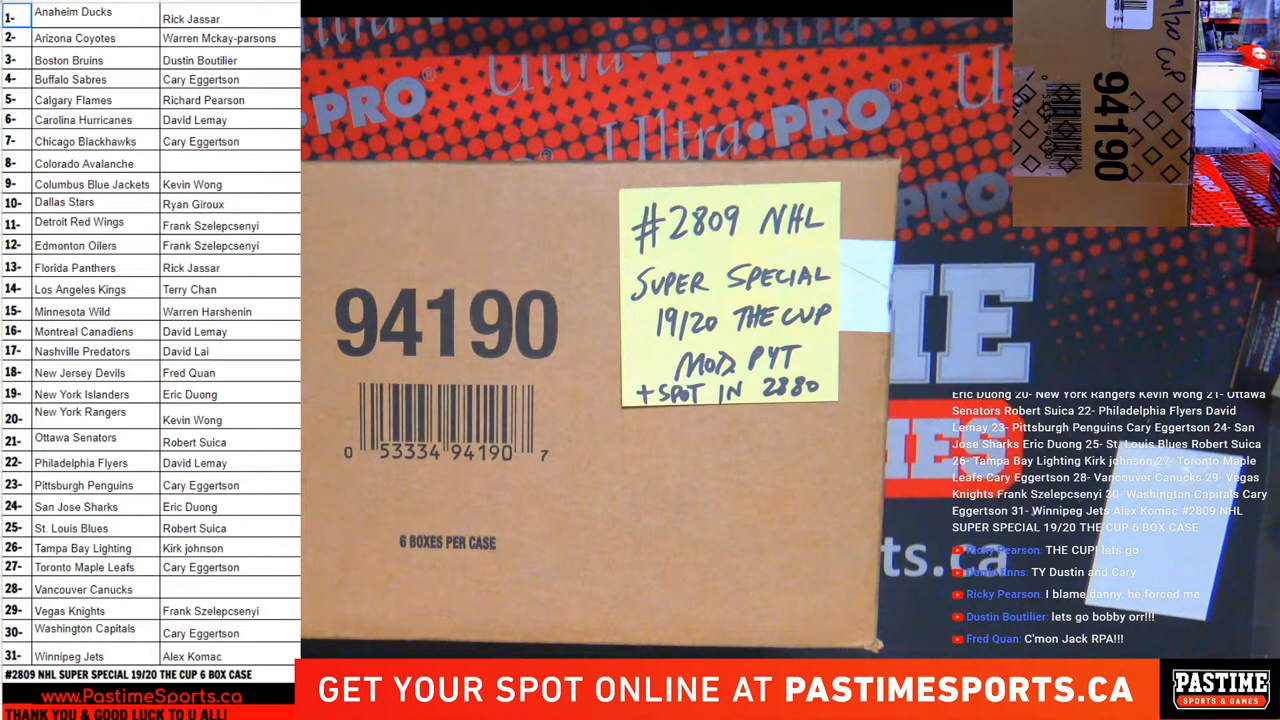 1- Anaheim Ducks Rick Jassar
2- Arizona Coyotes Warren Mckay-parsons
3- Boston Bruins Dustin Boutilier
4- Buffalo Sabres Cary Eggertson
5- Calgary Flames Richard Pearson
6- Carolina Hurricanes David Lemay
7- Chicago Blackhawks Cary Eggertson
8- Colorado Avalanche
9- Columbus Blue Jackets Kevin Wong
10- Dallas Stars Ryan Giroux
11- Detroit Red Wings Frank Szelepcsenyi
12- Edmonton Oilers Frank Szelepcsenyi
13- Florida Panthers Rick Jassar
14- Los Angeles Kings Terry Chan
15- Minnesota Wild Warren Harshenin
16- Montreal Canadiens David Lemay
17- Nashville Predators David Lai
18- New Jersey Devils Fred Quan
19- New York Islanders Eric Duong
20- New York Rangers Kevin Wong
21- Ottawa Senators Robert Suica
22- Philadelphia Flyers David Lemay
23- Pittsburgh Penguins Cary Eggertson
24- San Jose Sharks Eric Duong
25- St. Louis Blues Robert Suica
26- Tampa Bay Lighting Kirk johnson
27- Toronto Maple Leafs Cary Eggertson
28- Vancouver Canucks
29- Vegas Knights Frank Szelepcsenyi
30- Washington Capitals Cary Eggertson
31- Winnipeg Jets Alex Komac
#2809 NHL SUPER SPECIAL 19/20 THE CUP 6 BOX CASE
www.PastimeSports.ca
THANK YOU & GOOD LUCK TO U ALL!
Ultra
PRO®
Ultra•PRO®
94190
0 53334 94190 7
6 BOXES PER CASE
#2809 NHL
SUPER SPECIAL
19/20 THE CUP
MOD PYT
+ SPOT IN 2880
19/20 CUP
94190
IME
ES
ts.ca
Eric Duong 20- New York Rangers Kevin Wong 21- Ottawa
Senators Robert Suica 22- Philadelphia Flyers David
Lemay 23- Pittsburgh Penguins Cary Eggertson 24- San
Jose Sharks Eric Duong 25- St. Louis Blues Robert Suica
26- Tampa Bay Lighting Kirk johnson 27- Toronto Maple
Leafs Cary Eggertson 28- Vancouver Canucks 29- Vegas
Knights Frank Szelepcsenyi 30- Washington Capitals Cary
Eggertson 31- Winnipeg Jets Alex Komac #2809 NHL
SUPER SPECIAL 19/20 THE CUP 6 BOX CASE
Ricky Pearson: THE CUP! lets go
TY Dustin and Cary
Ricky Pearson: I blame danny, he forced me
Dustin Boutilier: lets go bobby orr!!!
Fred Quan: C'mon Jack RPA!!!
GET YOUR SPOT ONLINE AT PASTIMESPORTS.CA
PASTIME
SPORTS & GAMES